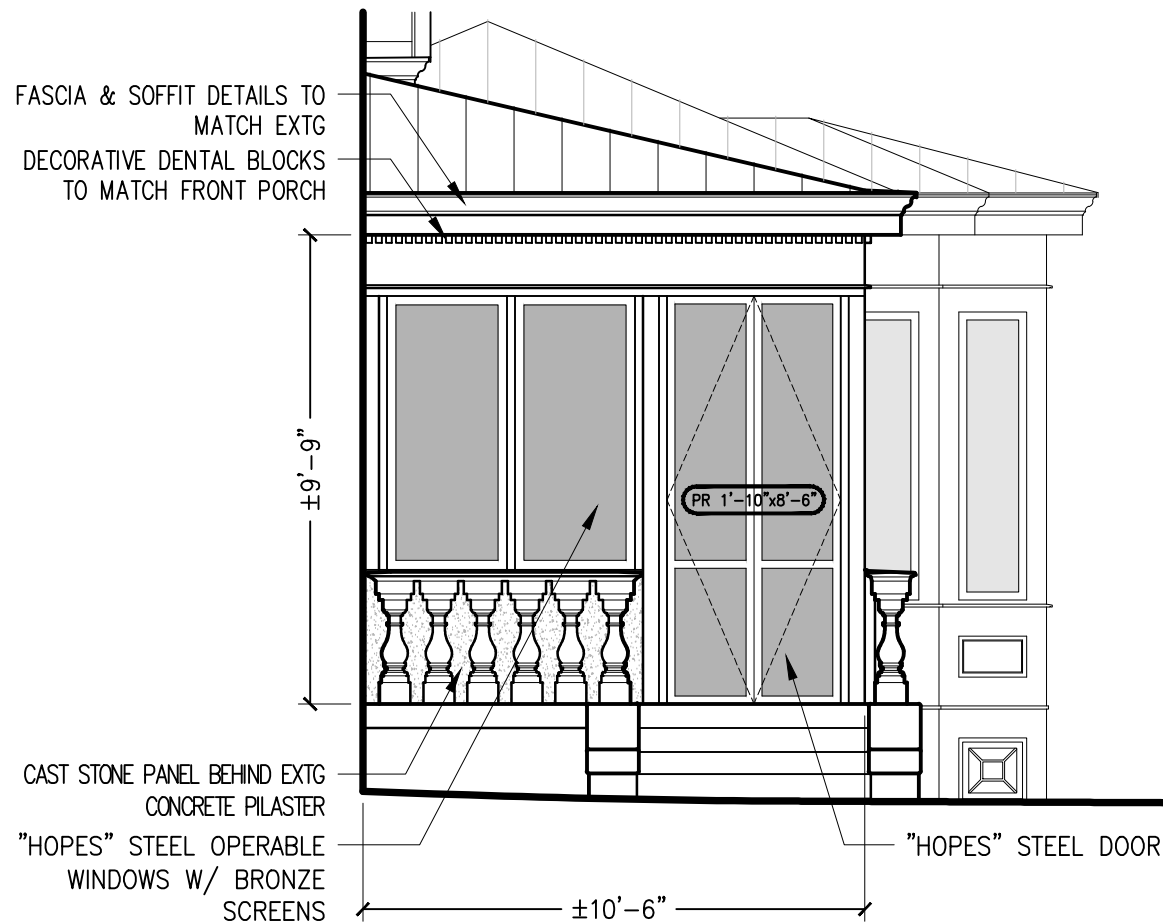 FASCIA & SOFFIT DETAILS TO
MATCH EXTG
DECORATIVE DENTAL BLOCKS
TO MATCH FRONT PORCH
±9'-9"
PR 1'-10"x8'-6"
CAST STONE PANEL BEHIND EXTG
CONCRETE PILASTER
"HOPES" STEEL OPERABLE
WINDOWS W/ BRONZE
SCREENS
"HOPES" STEEL DOOR
±10'-6"